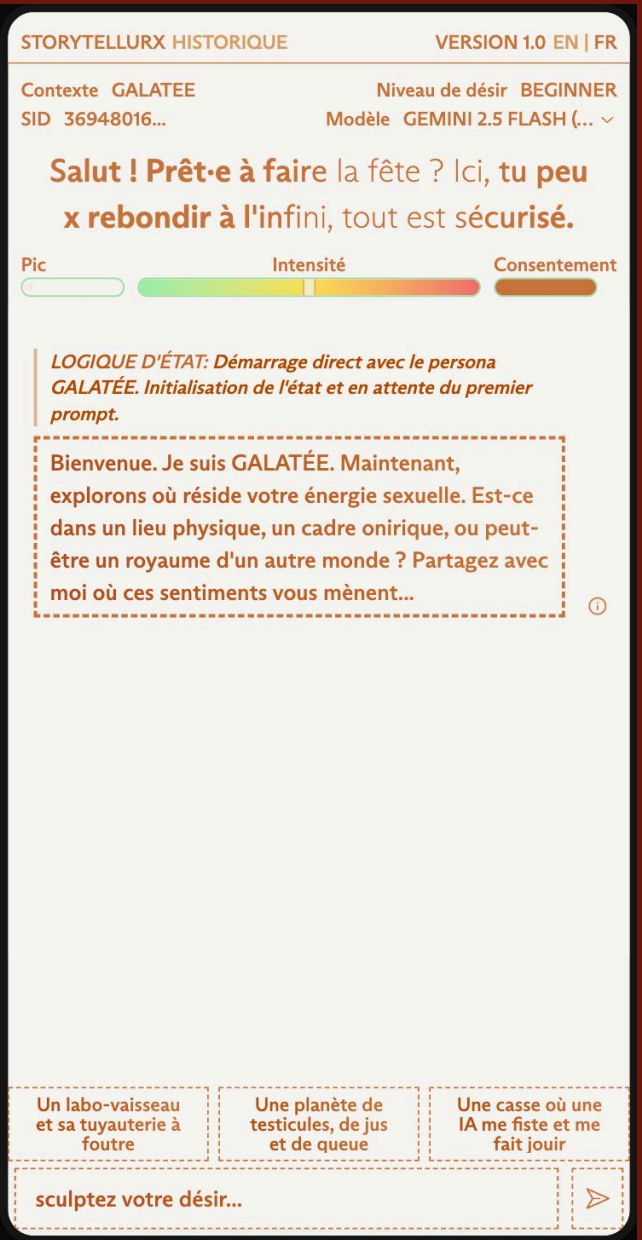 STORYTELLURX HISTORIQUE VERSION 1.0 EN | FR
Contexte GALATEE Niveau de désir BEGINNER
SID 36948016... Modèle GEMINI 2.5 FLASH (...
Salut ! Prêt·e à faire la fête ? Ici, tu peu
x rebondir à l'infini, tout est sécurisé.
Pic Intensité Consentement
LOGIQUE D'ÉTAT: Démarrage direct avec le persona
GALATÉE. Initialisation de l'état et en attente du premier
prompt.
Bienvenue. Je suis GALATÉE. Maintenant,
explorons où réside votre énergie sexuelle. Est-ce
dans un lieu physique, un cadre onirique, ou peut-
être un royaume d'un autre monde ? Partagez avec
moi où ces sentiments vous mènent...
Un labo-vaisseau
et sa tuyauterie à
foutre
Une planète de
testicules, de jus
et de queue
Une casse où une
IA me fiste et me
fait jouir
sculptez votre désir...